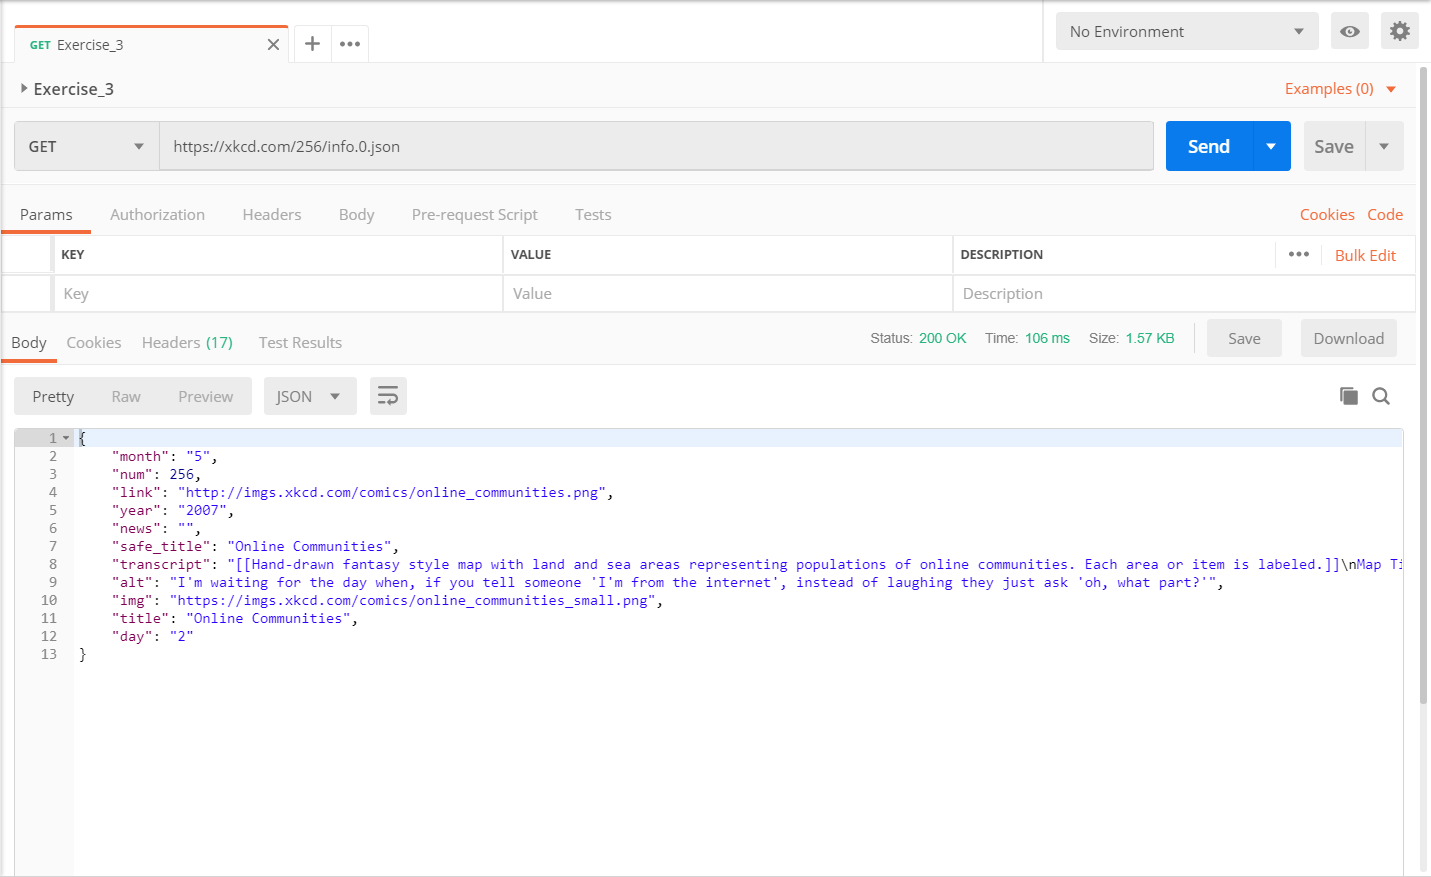 GET Exercise_3
No Environment
Exercise_3
Examples (0)
GET
https://xkcd.com/256/info.0.json
Send
Save
Params Authorization Headers Body Pre-request Script Tests Cookies Code
KEY VALUE DESCRIPTION ••• Bulk Edit
Key Value Description
Body Cookies Headers (17) Test Results Status: 200 OK Time: 106 ms Size: 1.57 KB Save Download
Pretty Raw Preview JSON
1 {
2 "month": "5",
3 "num": 256,
4 "link": "http://imgs.xkcd.com/comics/online_communities.png",
5 "year": "2007",
6 "news": "",
7 "safe_title": "Online Communities",
8 "transcript": "[[Hand-drawn fantasy style map with land and sea areas representing populations of online communities. Each area or item is labeled.]]\nMap Ti
9 "alt": "I'm waiting for the day when, if you tell someone 'I'm from the internet', instead of laughing they just ask 'oh, what part?'",
10 "img": "https://imgs.xkcd.com/comics/online_communities_small.png",
11 "title": "Online Communities",
12 "day": "2"
13 }